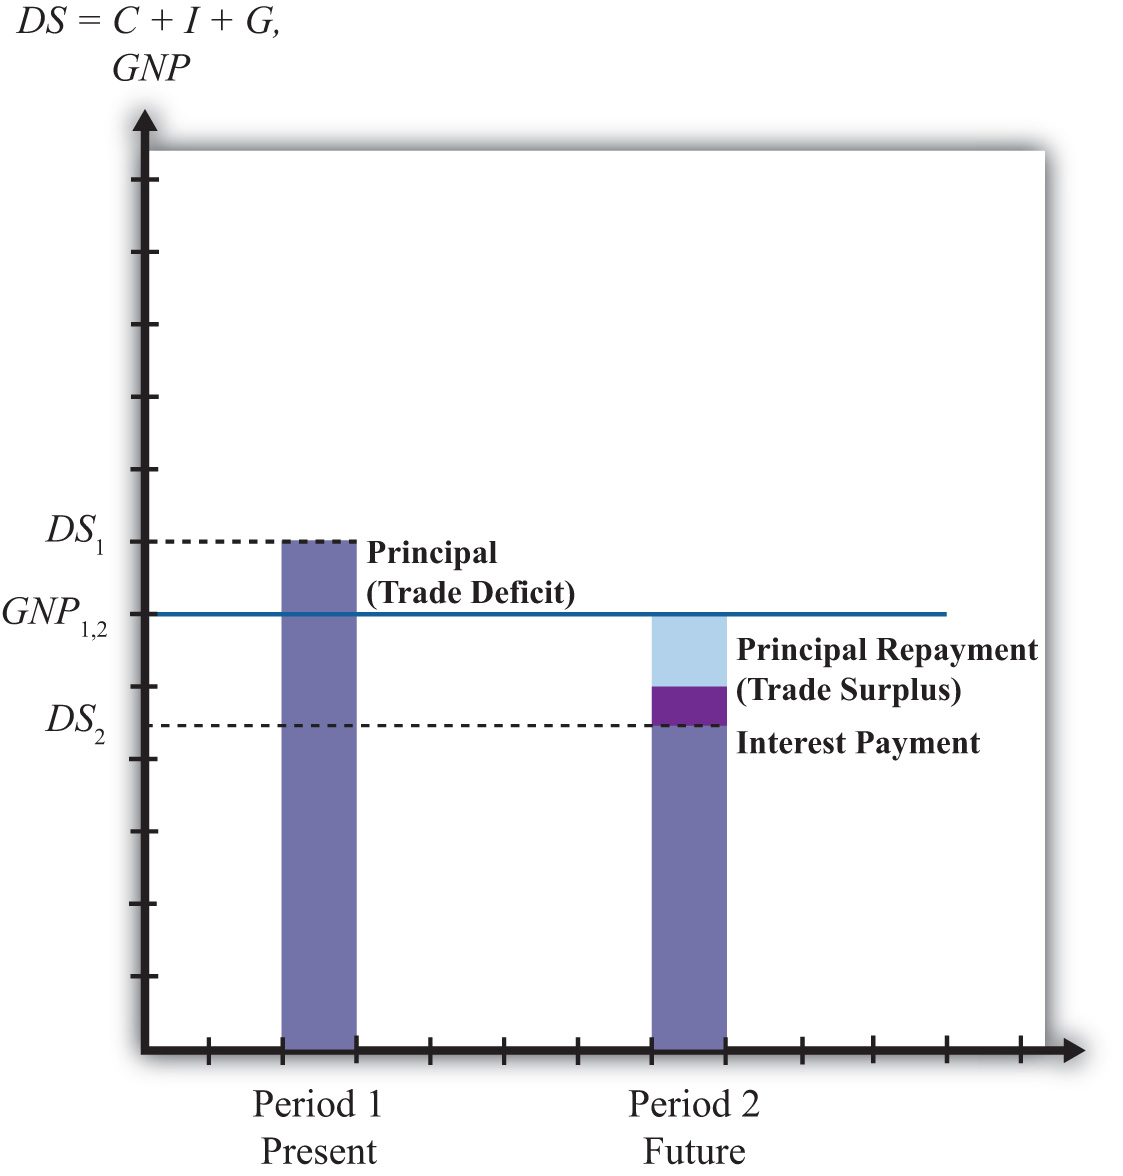 DS = C + I + G,
GNP
DS₁
Principal
(Trade Deficit)
GNP₁,₂
Principal Repayment
(Trade Surplus)
DS₂
Interest Payment
Period 1
Present
Period 2
Future